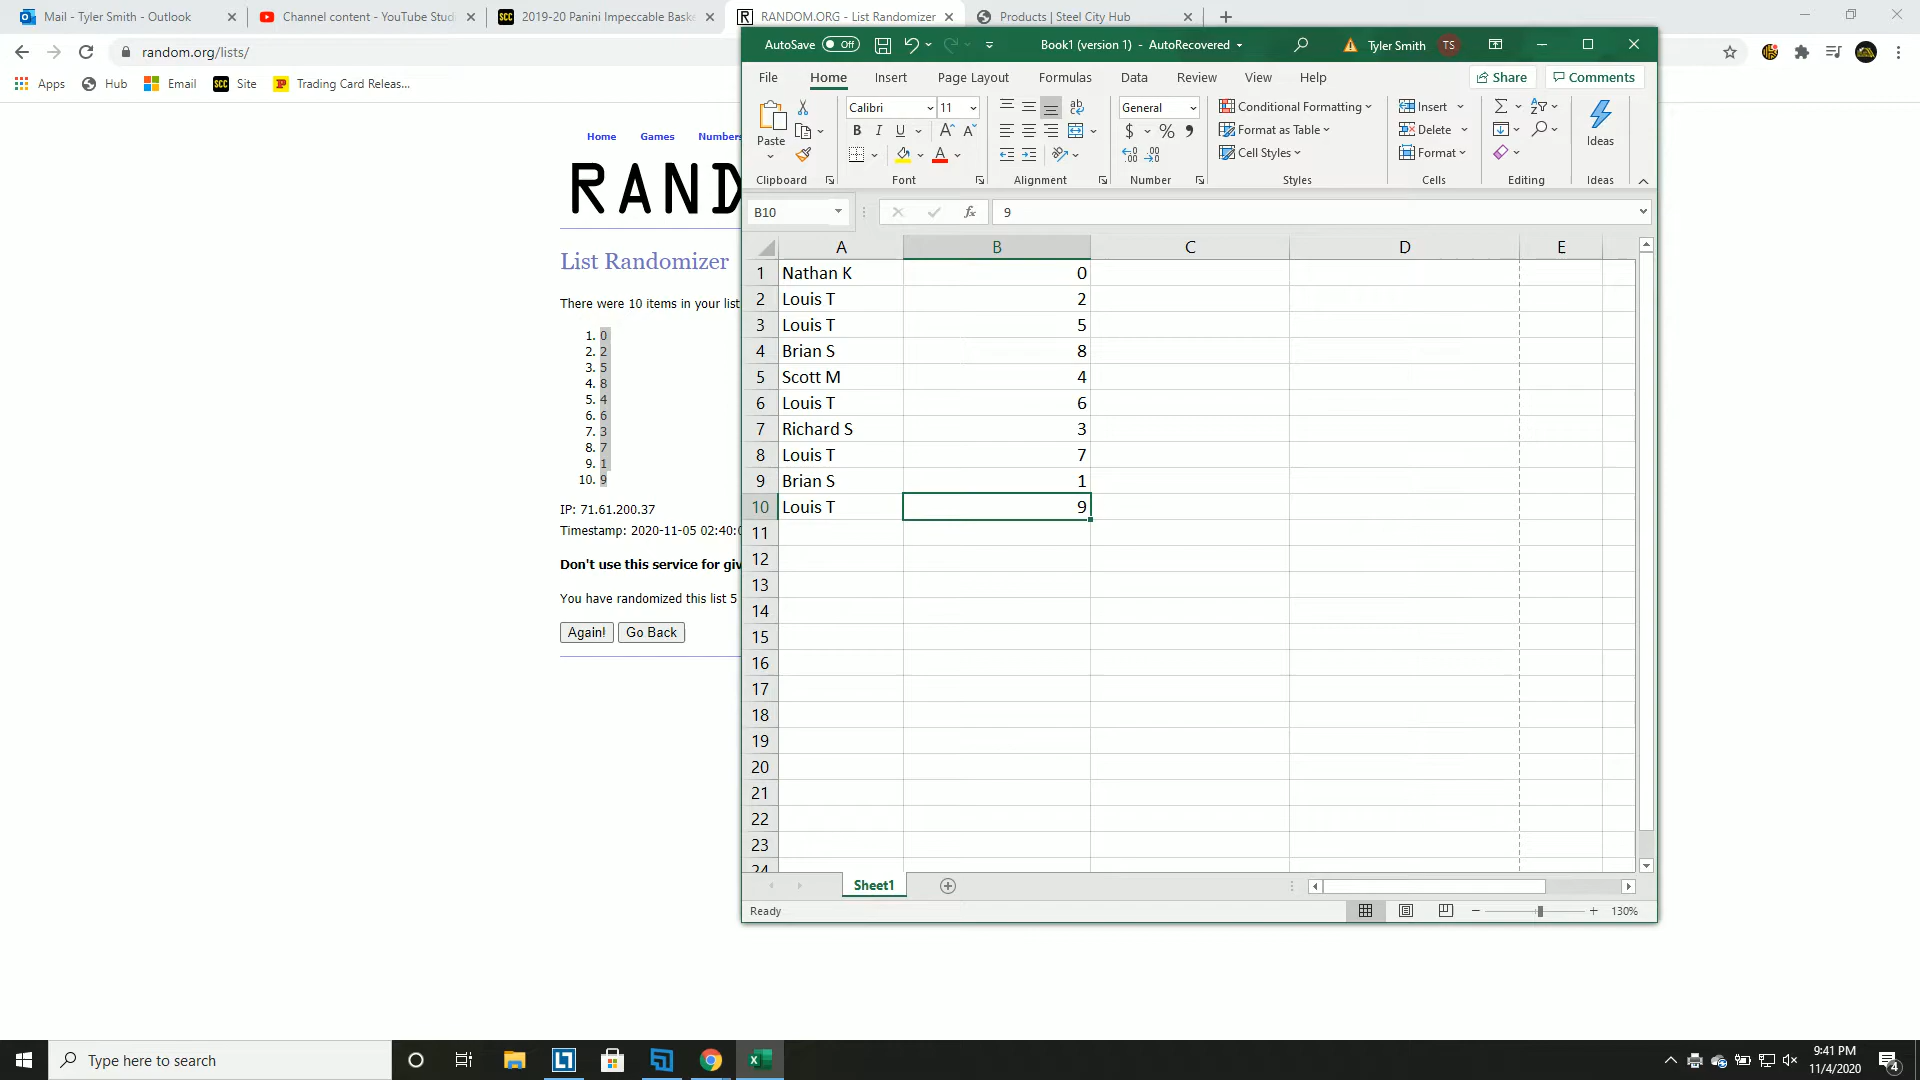 Mail - Tyler Smith - Outlook
Channel content - YouTube Stud
2019-20 Panini Impeccable Baske
RANDOM.ORG - List Randomizer
Products | Steel City Hub
random.org/lists/
Apps
Hub
Email
Site
Trading Card Releas...
Home
Games
Numbers
RAND
List Randomizer
There were 10 items in your list
1. 0
2. 2
3. 5
4. 8
5. 4
6. 6
7. 3
8. 7
9. 1
10. 9
IP: 71.61.200.37
Timestamp: 2020-11-05 02:40:0
Don't use this service for giv
You have randomized this list 5
Again!
Go Back
AutoSave Off
Book1 (version 1) - AutoRecovered
Tyler Smith TS
File Home Insert Page Layout Formulas Data Review View Help
Share Comments
Paste
Clipboard
Calibri 11
B I U
Font
Alignment
General
$ % 9
Number
Conditional Formatting
Format as Table
Cell Styles
Styles
Insert
Delete
Format
Cells
Editing
Ideas
Ideas
B10 fx 9
A B C D E
1 Nathan K 0
2 Louis T 2
3 Louis T 5
4 Brian S 8
5 Scott M 4
6 Louis T 6
7 Richard S 3
8 Louis T 7
9 Brian S 1
10 Louis T 9
11
12
13
14
15
16
17
18
19
20
21
22
23
24
Sheet1
Ready
130%
Type here to search
9:41 PM
11/4/2020
4